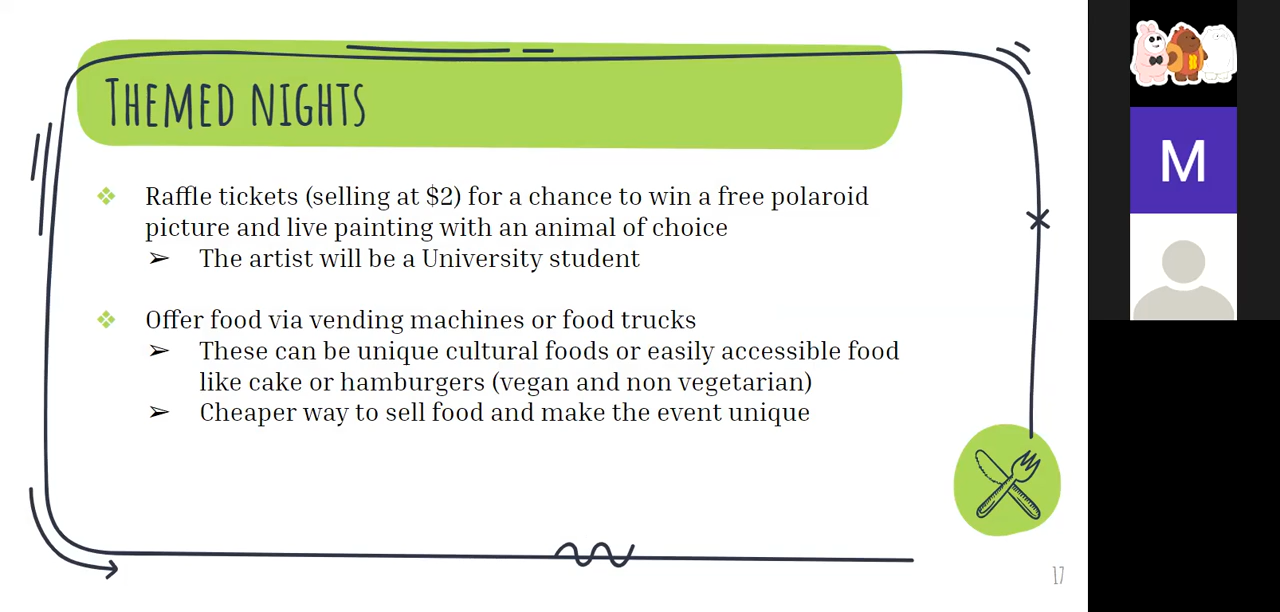 Themed nights
❖ Raffle tickets (selling at $2) for a chance to win a free polaroid
picture and live painting with an animal of choice
➢ The artist will be a University student
❖ Offer food via vending machines or food trucks
➢ These can be unique cultural foods or easily accessible food
like cake or hamburgers (vegan and non vegetarian)
➢ Cheaper way to sell food and make the event unique
17
M